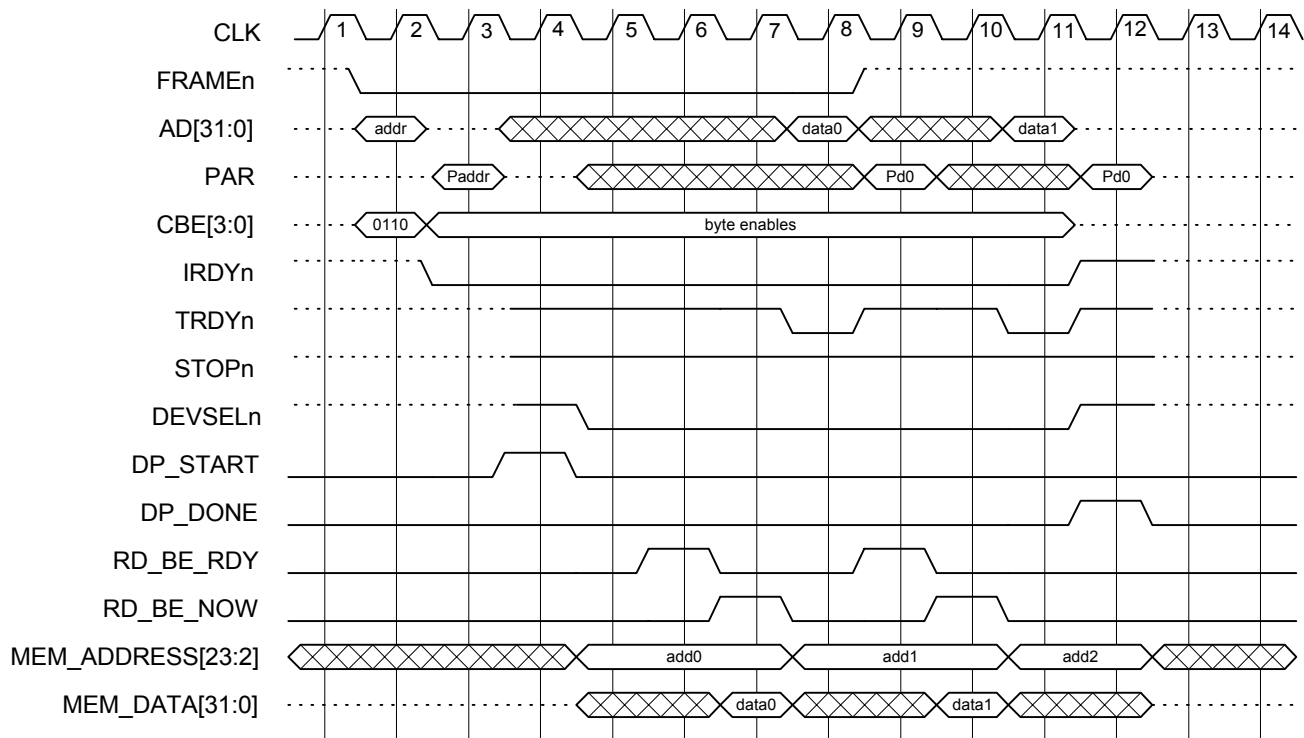 CLK 1 2 3 4 5 6 7 8 9 10 11 12 13 14
FRAMEn
AD[31:0] addr data0 data1
PAR Paddr Pd0 Pd0
CBE[3:0] 0110 byte enables
IRDYn
TRDYn
STOPn
DEVSELn
DP_START
DP_DONE
RD_BE_RDY
RD_BE_NOW
MEM_ADDRESS[23:2] add0 add1 add2
MEM_DATA[31:0] data0 data1